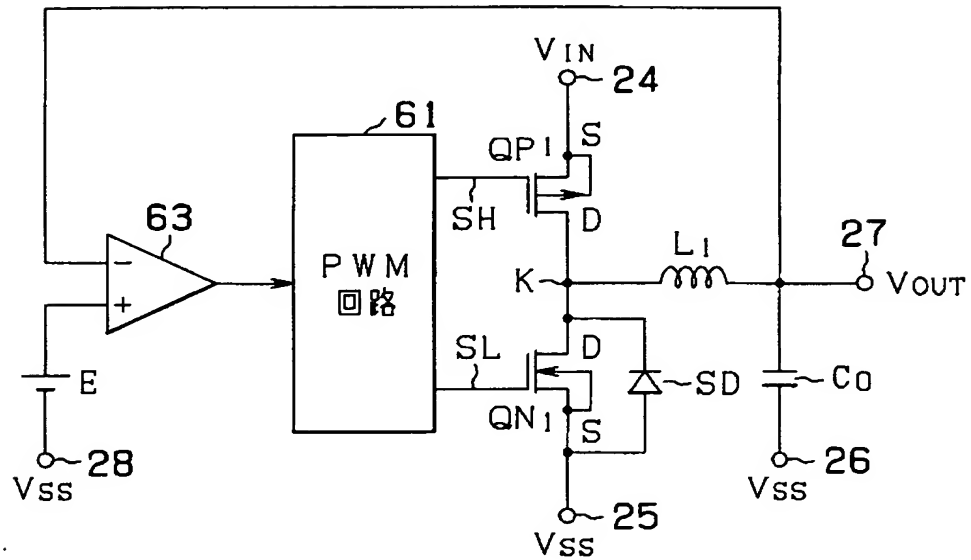 VIN
24
61
S
QP1
63
SH
D
27
L1
PWM
回路
K
VOUT
−
+
SL
D
E
SD
C0
QN1
S
28
26
VSS
VSS
25
VSS